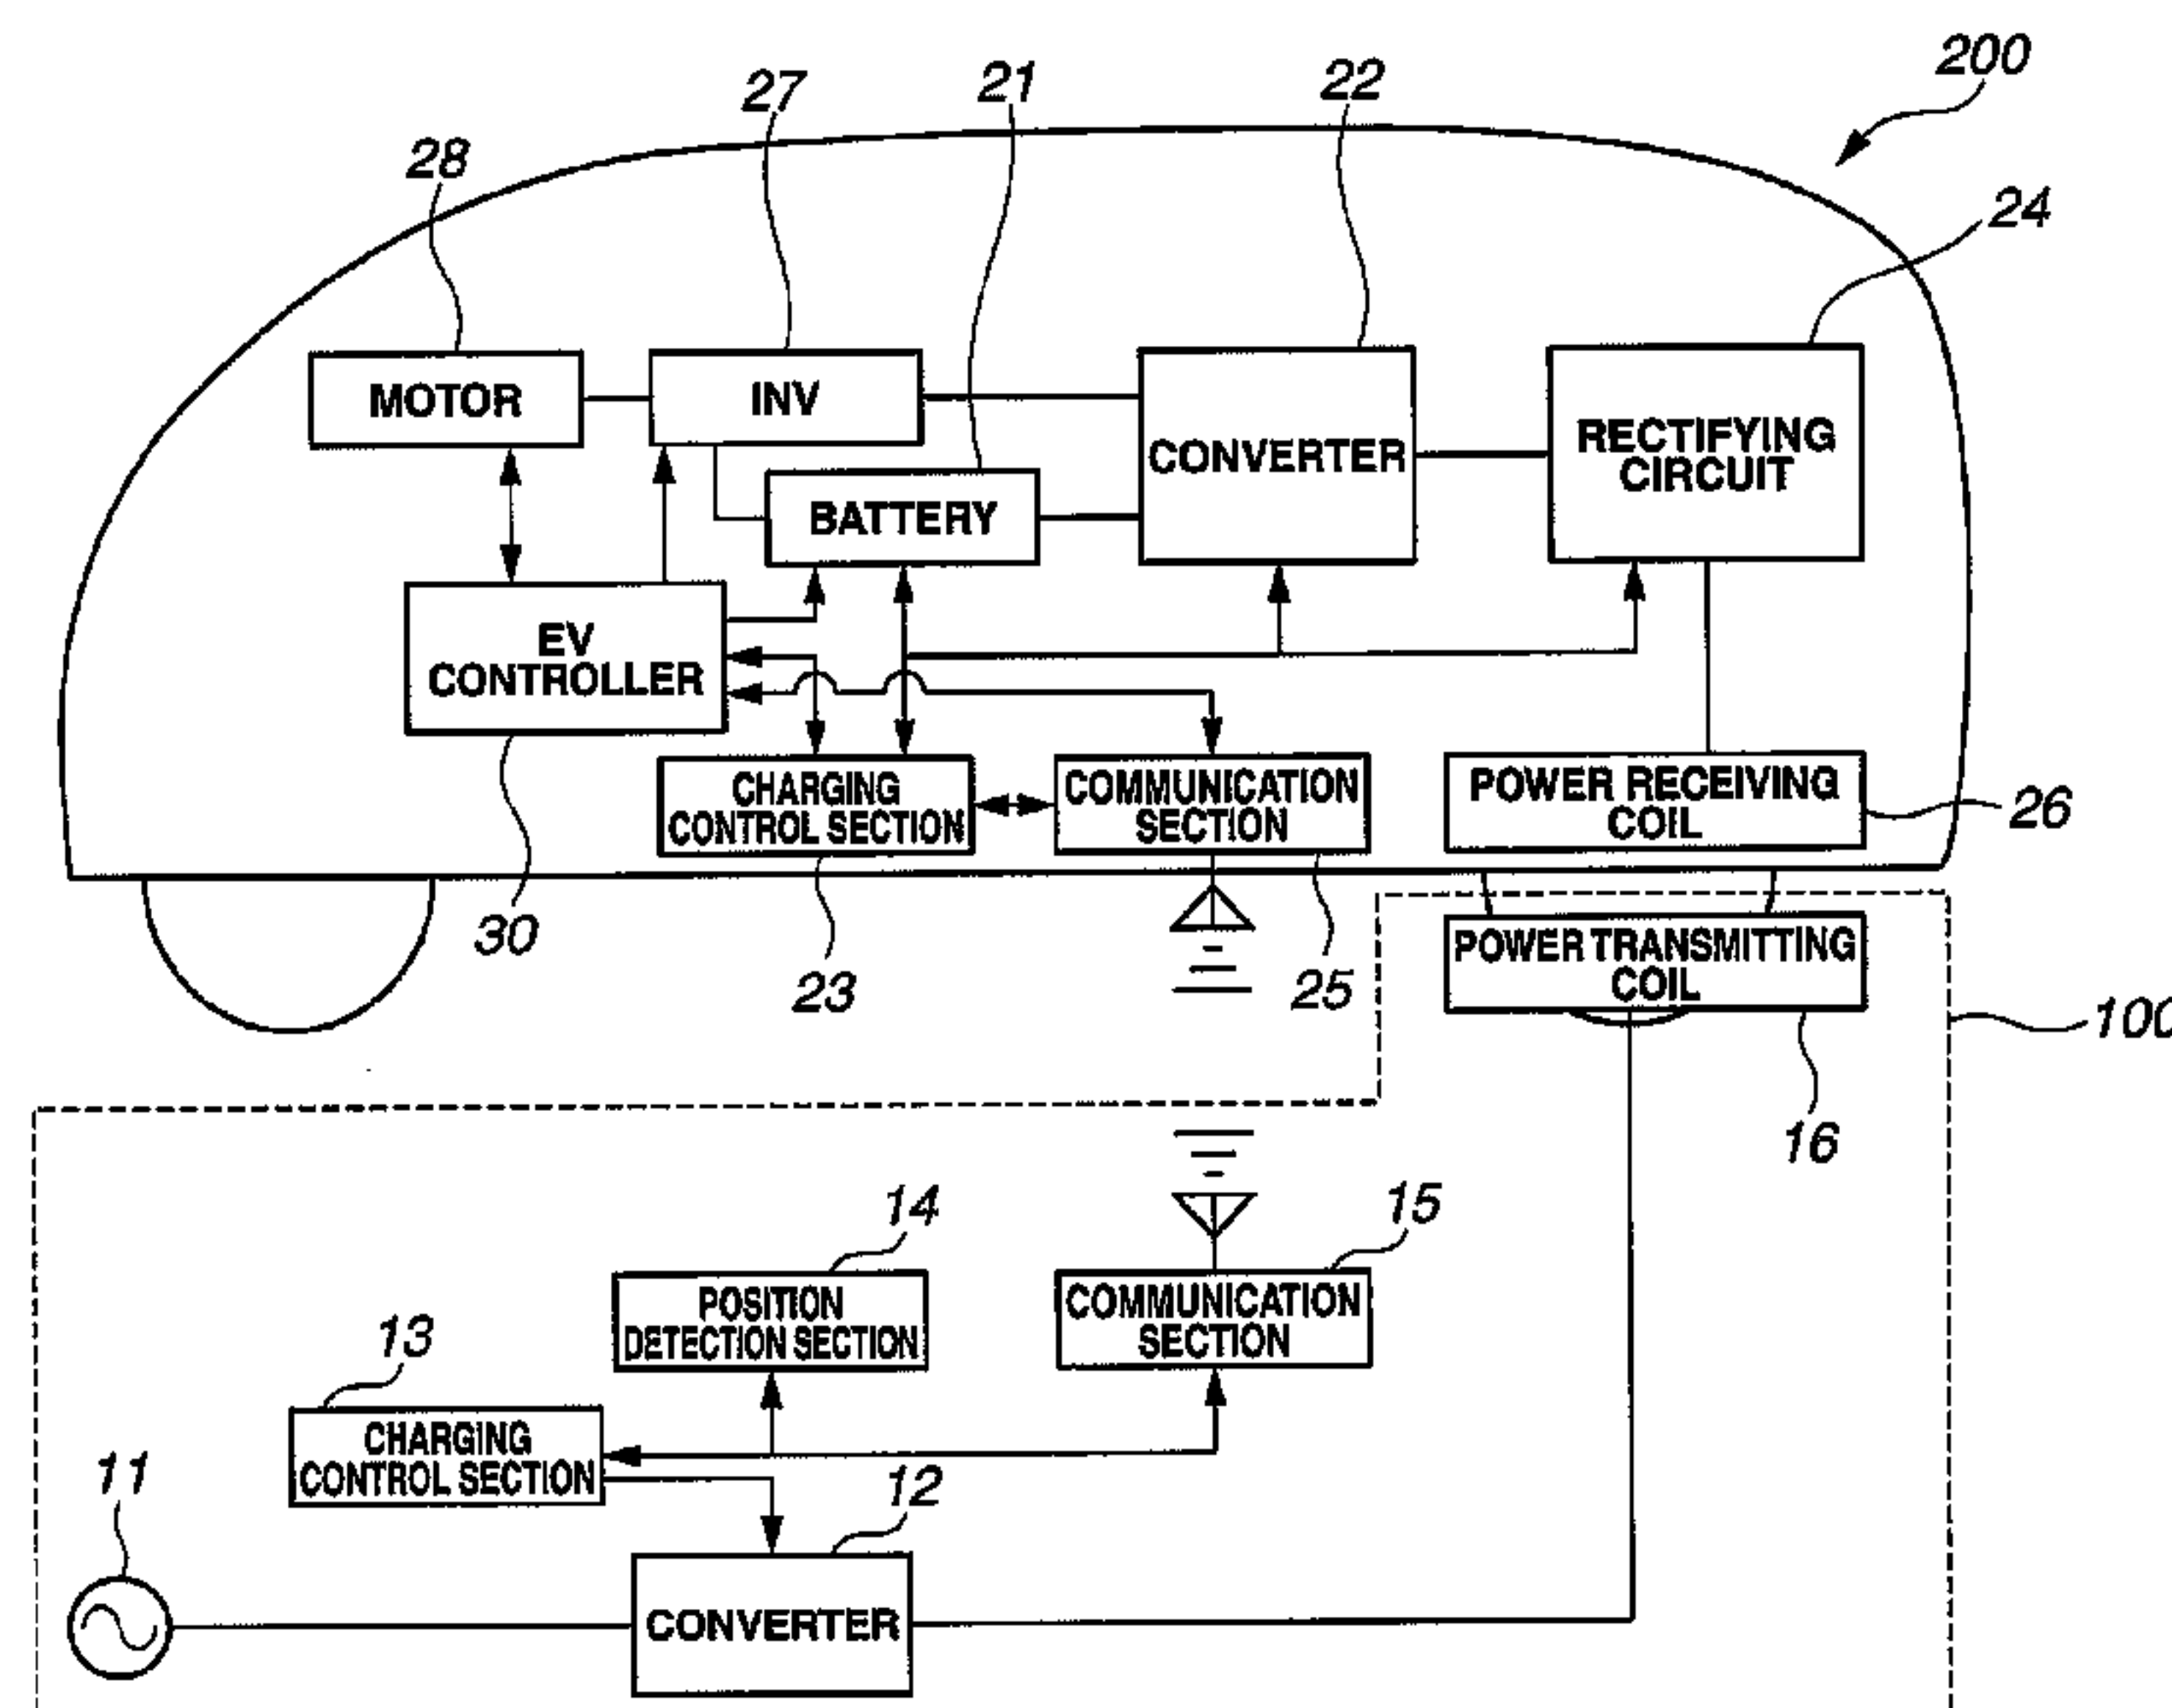 200
27
21
22
28
24
MOTOR
INV
CONVERTER
RECTIFYING
CIRCUIT
BATTERY
EV
CONTROLLER
CHARGING
CONTROL SECTION
COMMUNICATION
SECTION
POWER RECEIVING
COIL
26
30
23
25
POWER TRANSMITTING
COIL
100
16
14
15
POSITION
DETECTION SECTION
COMMUNICATION
SECTION
13
CHARGING
CONTROL SECTION
11
12
CONVERTER